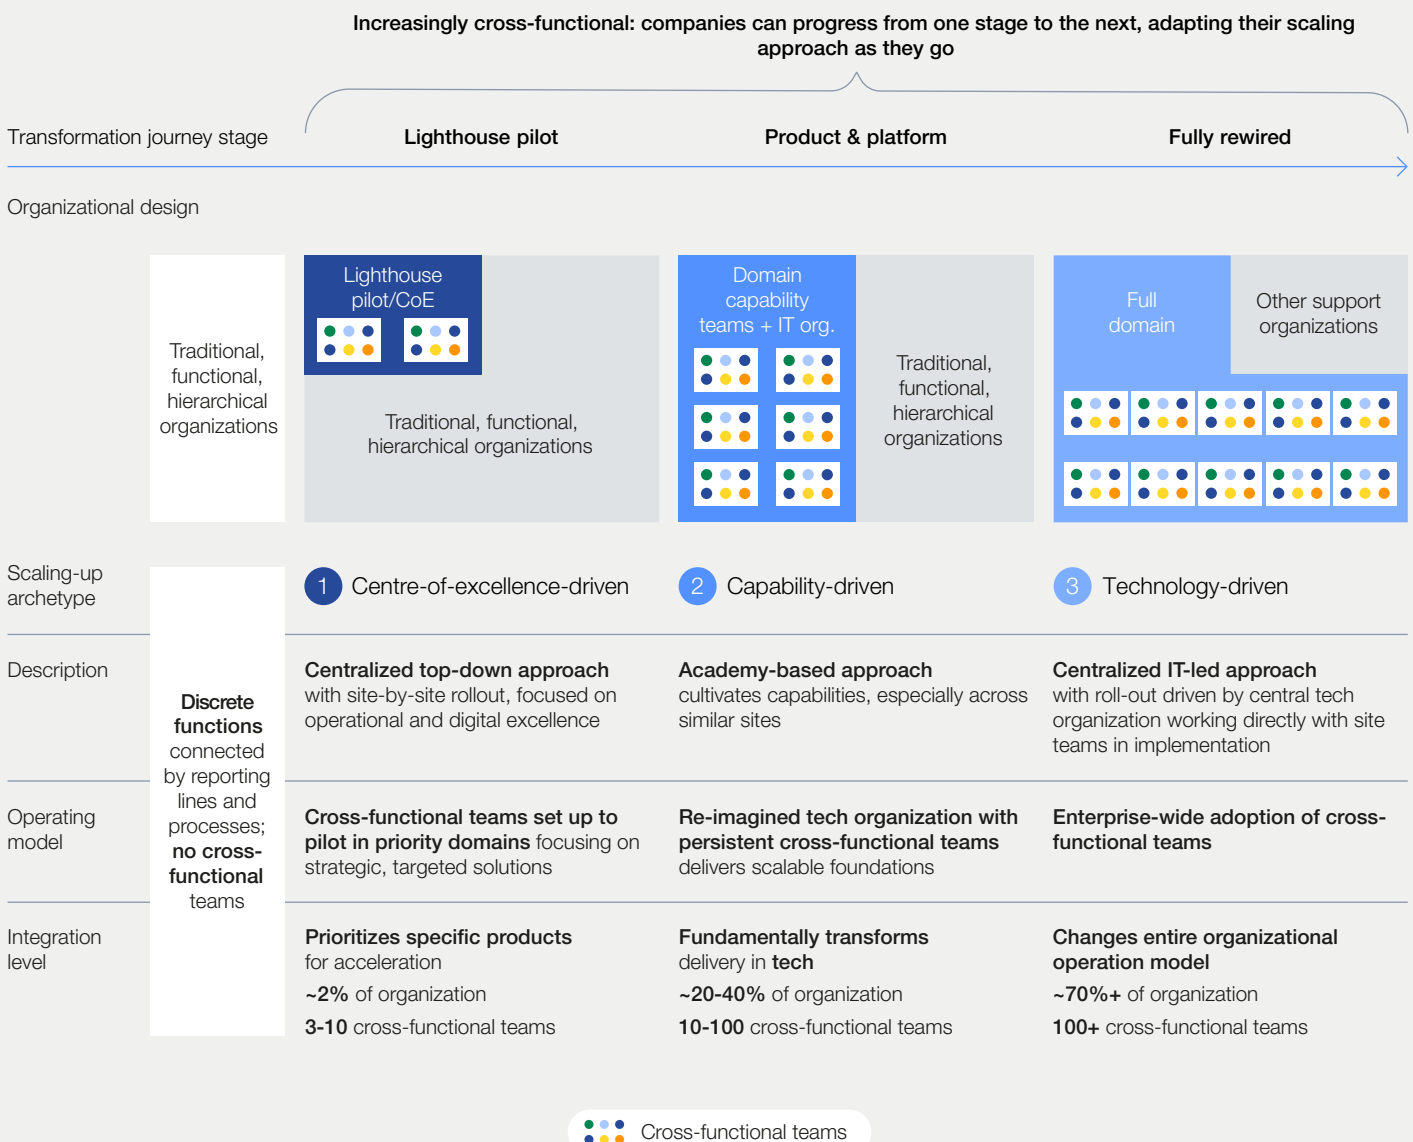 Increasingly cross-functional: companies can progress from one stage to the next, adapting their scaling
approach as they go
Transformation journey stage
Lighthouse pilot
Product & platform
Fully rewired
Organizational design
Traditional,
functional,
hierarchical
organizations
Lighthouse
pilot/CoE
Traditional, functional,
hierarchical organizations
Domain
capability
teams + IT org.
Traditional,
functional,
hierarchical
organizations
Full
domain
Other support
organizations
Scaling-up
archetype
1 Centre-of-excellence-driven
2 Capability-driven
3 Technology-driven
Discrete
functions
connected
by reporting
lines and
processes;
no cross-
functional
teams
Description
Centralized top-down approach
with site-by-site rollout, focused on
operational and digital excellence
Academy-based approach
cultivates capabilities, especially across
similar sites
Centralized IT-led approach
with roll-out driven by central tech
organization working directly with site
teams in implementation
Operating
model
Cross-functional teams set up to
pilot in priority domains focusing on
strategic, targeted solutions
Re-imagined tech organization with
persistent cross-functional teams
delivers scalable foundations
Enterprise-wide adoption of cross-
functional teams
Integration
level
Prioritizes specific products
for acceleration
~2% of organization
3-10 cross-functional teams
Fundamentally transforms
delivery in tech
~20-40% of organization
10-100 cross-functional teams
Changes entire organizational
operation model
~70%+ of organization
100+ cross-functional teams
Cross-functional teams